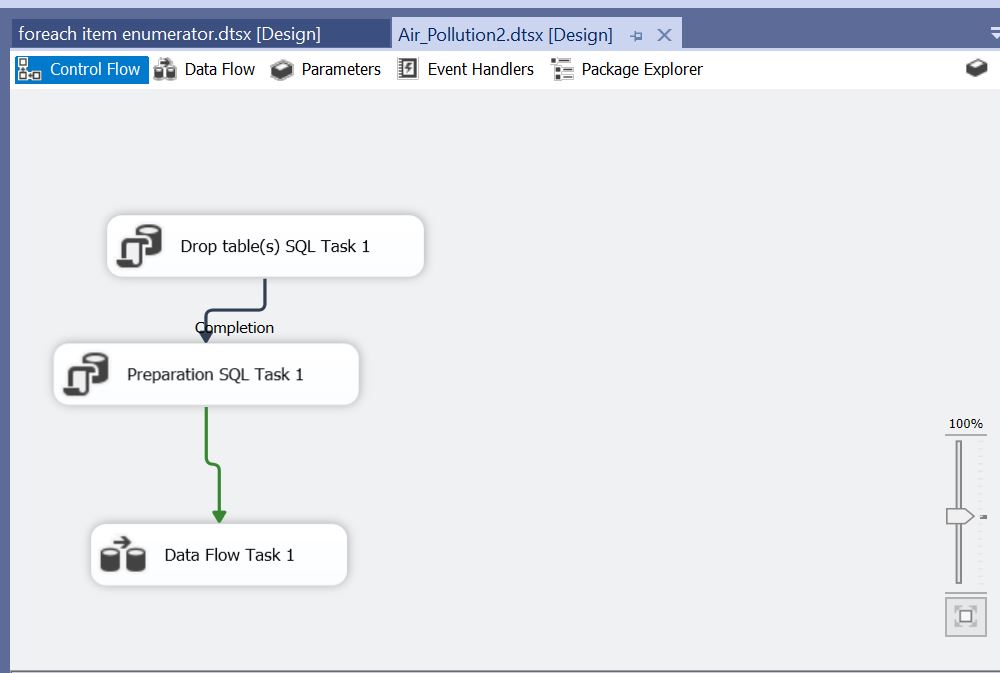 foreach item enumerator.dtsx [Design]
Air_Pollution2.dtsx [Design]
Control Flow
Data Flow
Parameters
Event Handlers
Package Explorer
Drop table(s) SQL Task 1
Completion
Preparation SQL Task 1
100%
Data Flow Task 1